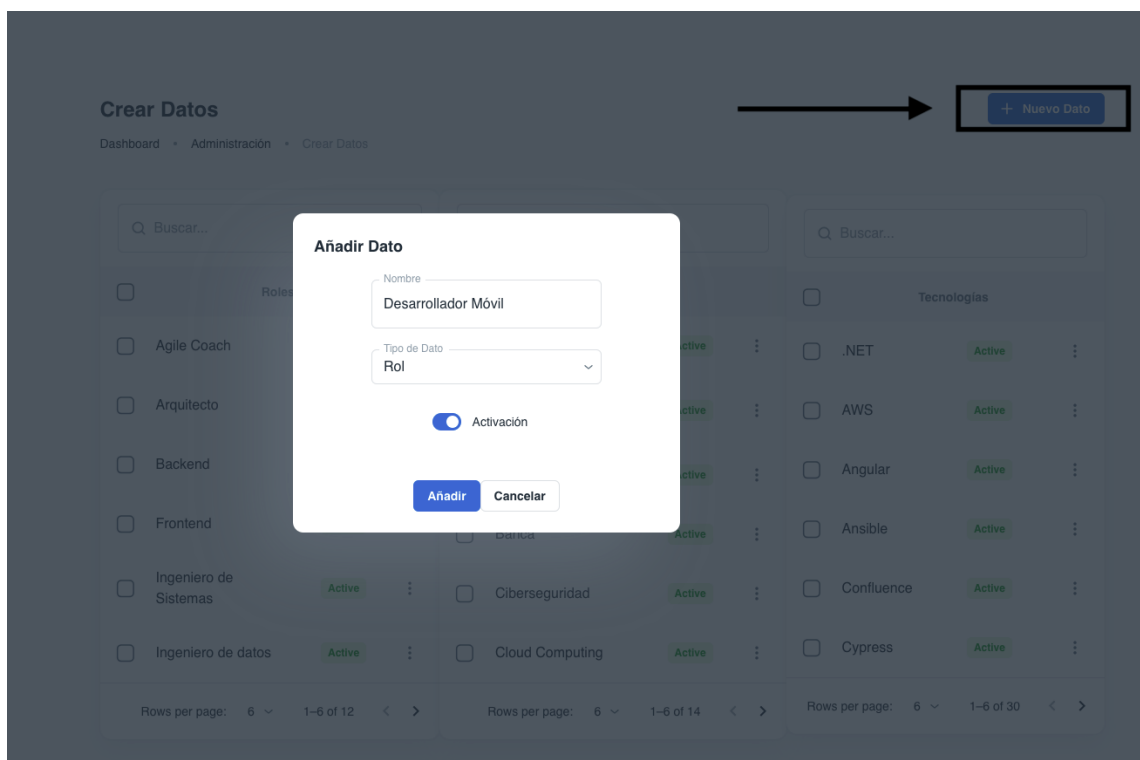 Crear Datos
+ Nuevo Dato
Dashboard • Administración • Crear Datos
Buscar...
Buscar...
Añadir Dato
Nombre
Desarrollador Móvil
Tipo de Dato
Rol
Activación
Añadir Cancelar
Roles
Tecnologías
Agile Coach
Active
.NET Active
Arquitecto
Active
AWS Active
Backend
Active
Angular Active
Frontend
Banca Active
Ansible Active
Ingeniero de
Sistemas Active
Ciberseguridad Active
Confluence Active
Ingeniero de datos Active
Cloud Computing Active
Cypress Active
Rows per page: 6 1–6 of 12
Rows per page: 6 1–6 of 14
Rows per page: 6 1–6 of 30